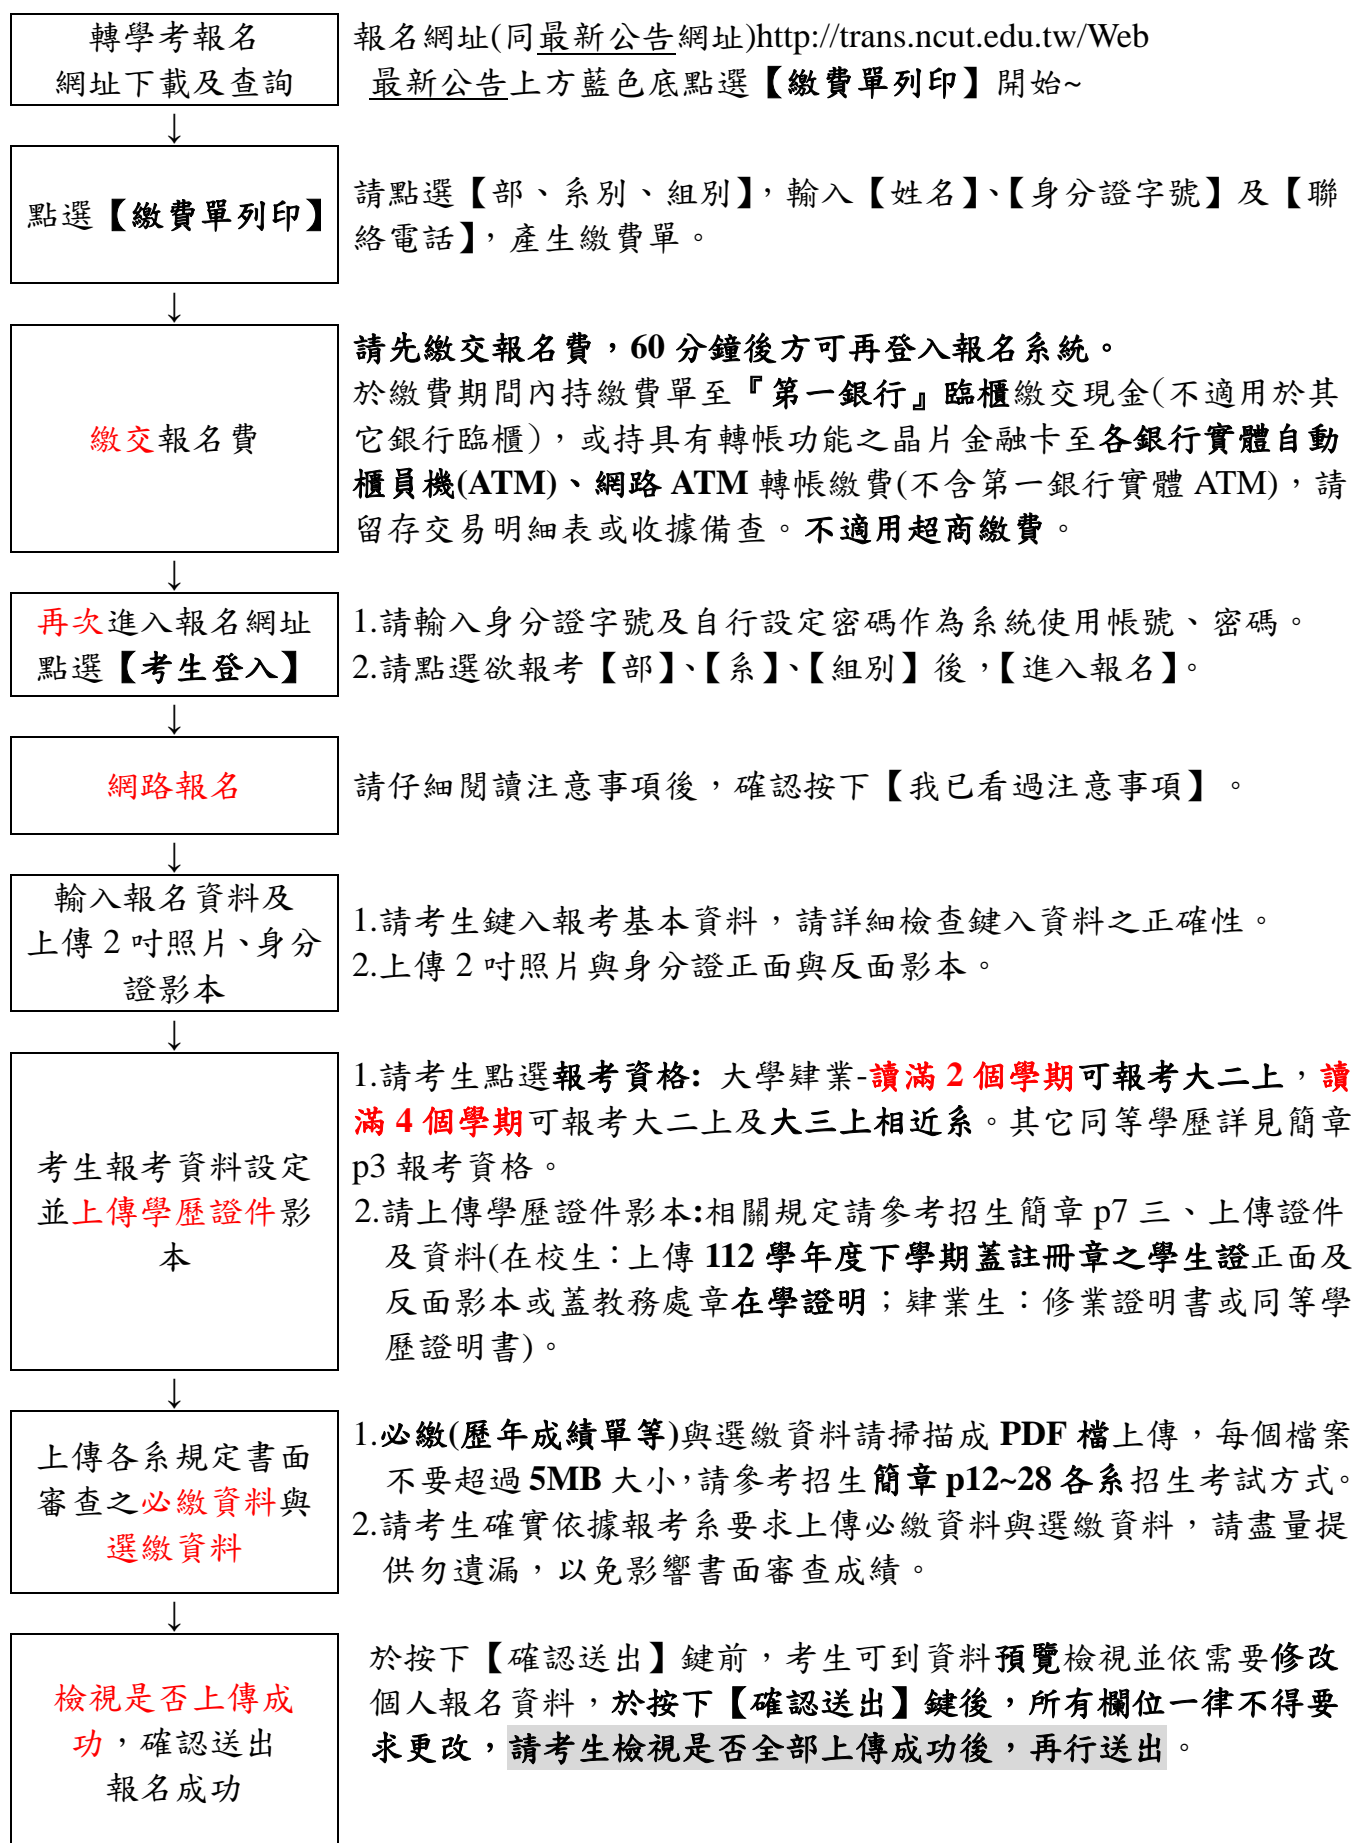 轉學考報名
網址下載及查詢
報名網址(同最新公告網址)http://trans.ncut.edu.tw/Web
最新公告上方藍色底點選【繳費單列印】開始~
↓
點選【繳費單列印】
請點選【部、系別、組別】，輸入【姓名】、【身分證字號】及【聯
絡電話】，產生繳費單。
↓
繳交報名費
請先繳交報名費，60 分鐘後方可再登入報名系統。
於繳費期間內持繳費單至『第一銀行』臨櫃繳交現金(不適用於其
它銀行臨櫃)，或持具有轉帳功能之晶片金融卡至各銀行實體自動
櫃員機(ATM)、網路 ATM 轉帳繳費(不含第一銀行實體 ATM)，請
留存交易明細表或收據備查。不適用超商繳費。
↓
再次進入報名網址
點選【考生登入】
1.請輸入身分證字號及自行設定密碼作為系統使用帳號、密碼。
2.請點選欲報考【部】、【系】、【組別】後，【進入報名】。
↓
網路報名
請仔細閱讀注意事項後，確認按下【我已看過注意事項】。
↓
輸入報名資料及
上傳 2 吋照片、身分
證影本
1.請考生鍵入報考基本資料，請詳細檢查鍵入資料之正確性。
2.上傳 2 吋照片與身分證正面與反面影本。
↓
考生報考資料設定
並上傳學歷證件影
本
1.請考生點選報考資格: 大學肄業-讀滿 2 個學期可報考大二上，讀
滿 4 個學期可報考大二上及大三上相近系。其它同等學歷詳見簡章
p3 報考資格。
2.請上傳學歷證件影本:相關規定請參考招生簡章 p7 三、上傳證件
及資料(在校生：上傳 112 學年度下學期蓋註冊章之學生證正面及
反面影本或蓋教務處章在學證明；肄業生：修業證明書或同等學
歷證明書)。
↓
上傳各系規定書面
審查之必繳資料與
選繳資料
1.必繳(歷年成績單等)與選繳資料請掃描成 PDF 檔上傳，每個檔案
不要超過 5MB 大小，請參考招生簡章 p12~28 各系招生考試方式。
2.請考生確實依據報考系要求上傳必繳資料與選繳資料，請盡量提
供勿遺漏，以免影響書面審查成績。
↓
檢視是否上傳成
功，確認送出
報名成功
於按下【確認送出】鍵前，考生可到資料預覽檢視並依需要修改
個人報名資料，於按下【確認送出】鍵後，所有欄位一律不得要
求更改，請考生檢視是否全部上傳成功後，再行送出。